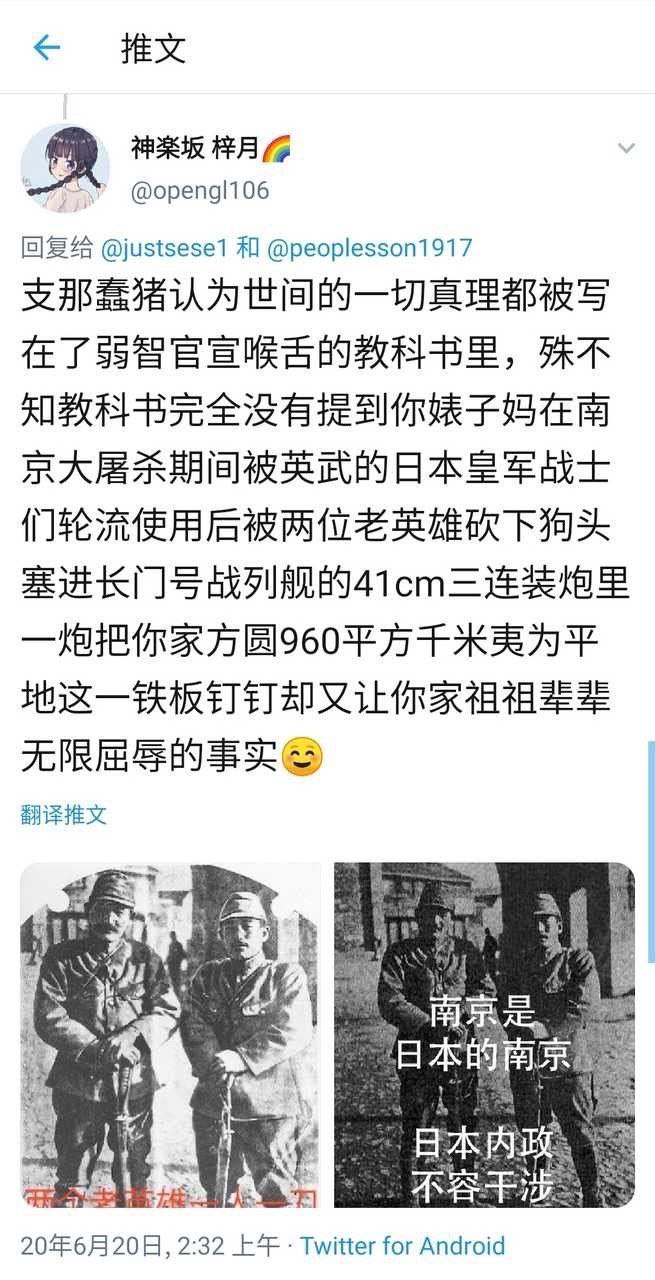 推文
神楽坂 梓月🌈
@opengl106
回复给 @justsese1 和 @peoplesson1917
支那蠢猪认为世间的一切真理都被写
在了弱智官宣喉舌的教科书里，殊不
知教科书完全没有提到你婊子妈在南
京大屠杀期间被英武的日本皇军战士
们轮流使用后被两位老英雄砍下狗头
塞进长门号战列舰的41cm三连装炮里
一炮把你家方圆960平方千米夷为平
地这一铁板钉钉却又让你家祖祖辈辈
无限屈辱的事实😊
翻译推文
两个老英雄一人一刀
南京是
日本的南京
日本内政
不容干涉
20年6月20日, 2:32 上午 · Twitter for Android